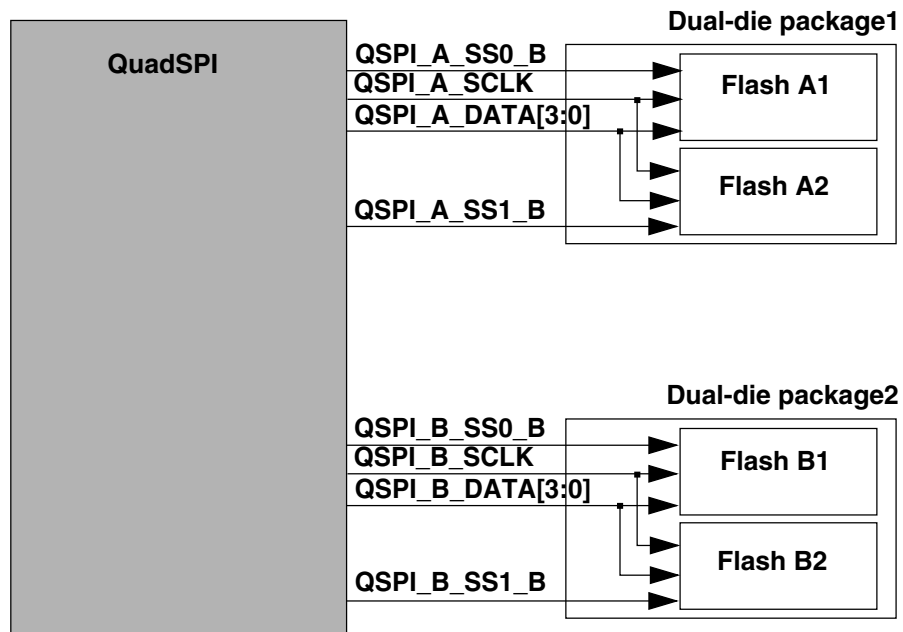 Dual-die package1
QuadSPI
QSPI_A_SS0_B
QSPI_A_SCLK
QSPI_A_DATA[3:0]
QSPI_A_SS1_B
Flash A1
Flash A2
Dual-die package2
QSPI_B_SS0_B
QSPI_B_SCLK
QSPI_B_DATA[3:0]
QSPI_B_SS1_B
Flash B1
Flash B2